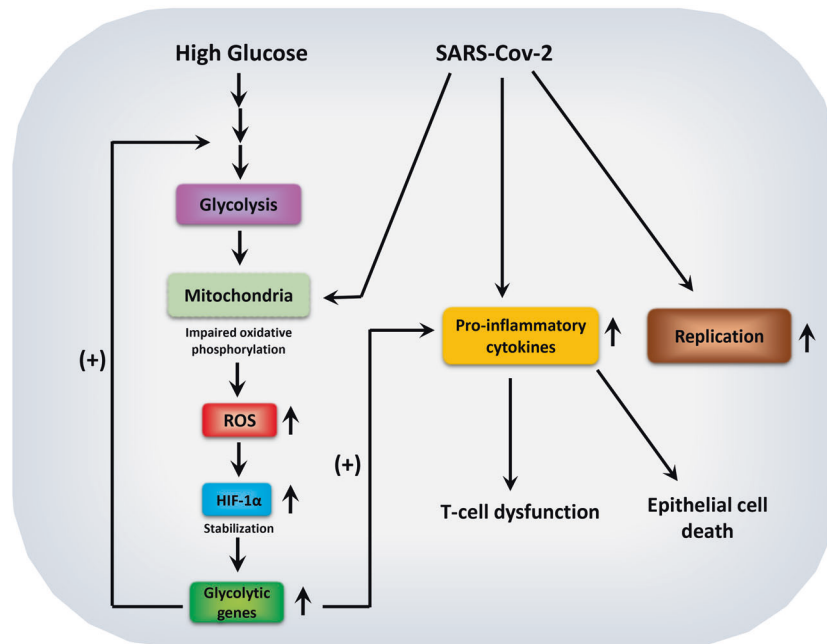 High Glucose
SARS-Cov-2
Glycolysis
Mitochondria
Impaired oxidative
phosphorylation
(+)
ROS
HIF-1α
Stabilization
Glycolytic
genes
(+)
Pro-inflammatory
cytokines
Replication
T-cell dysfunction
Epithelial cell
death